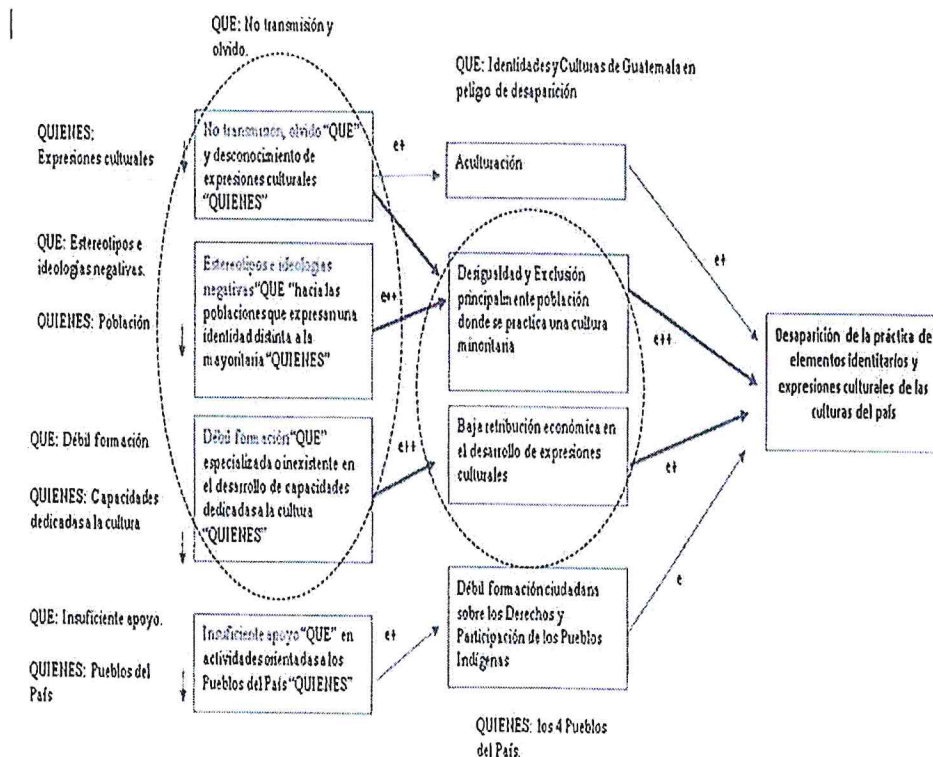 QUE: No transmisión y
olvido.
QUE: Identidades y Culturas de Guatemala en
peligro de desaparición
QUIENES:
Expresiones culturales
No transmisión, olvido "QUE"
y desconocimiento de
expresiones culturales
"QUIENES"
e+
Aculturación
QUE: Estereotipos e
ideologías negativas.
QUIENES: Población
Estereotipos e ideologías
negativas "QUE "hacia las
poblaciones que expresan una
identidad distinta a la
mayoritaria "QUIENES"
e++
Desigualdad y Exclusión
principalmente población
donde se practica una cultura
minoritaria
e+
e++
Desaparición de la práctica de
elementos identitarios y
expresiones culturales de las
culturas del país
QUE: Débil formación
QUIENES: Capacidades
dedicadas a la cultura
Débil formación "QUE"
especializada o inexistente en
el desarrollo de capacidades
dedicadas a la cultura
"QUIENES"
e++
Baja retribución económica en
el desarrollo de expresiones
culturales
e+
QUE: Insuficiente apoyo.
QUIENES: Pueblos del
País
Insuficiente apoyo "QUE" en
actividades orientadas a los
Pueblos del País "QUIENES"
e+
Débil formación ciudadana
sobre los Derechos y
Participación de los Pueblos
Indígenas
e
QUIENES: los 4 Pueblos
del País.